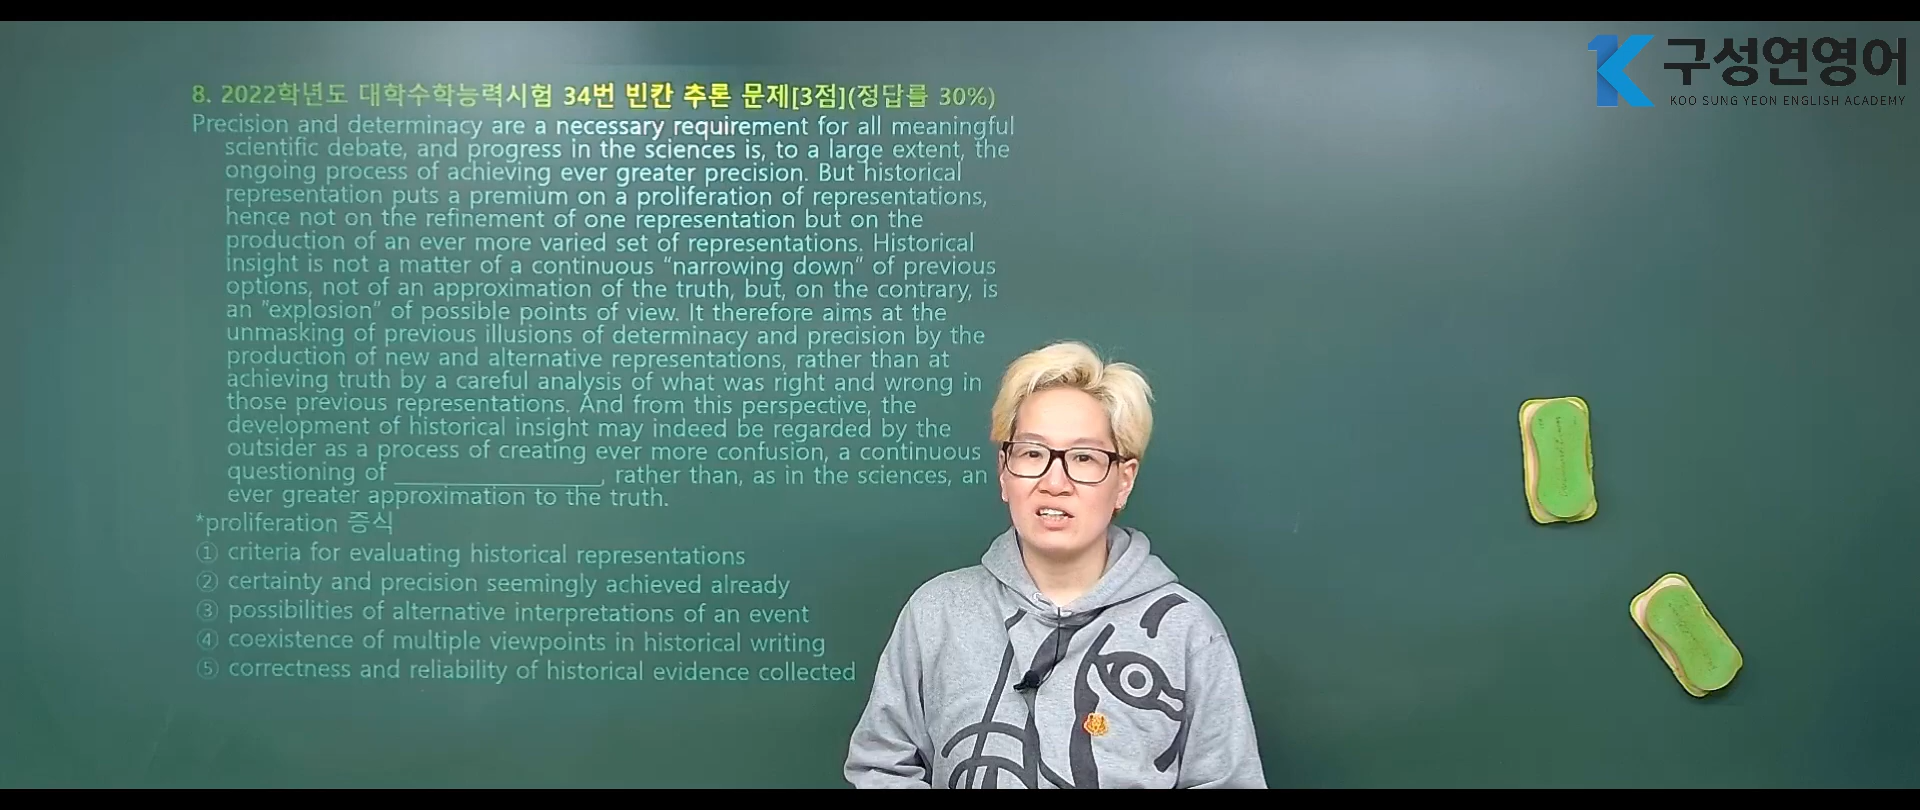 구성연영어
KOO SUNG YEON ENGLISH ACADEMY
8. 2022학년도 대학수학능력시험 34번 빈칸 추론 문제[3점](정답률 30%)
Precision and determinacy are a necessary requirement for all meaningful
scientific debate, and progress in the sciences is, to a large extent, the
ongoing process of achieving ever greater precision. But historical
representation puts a premium on a proliferation of representations,
hence not on the refinement of one representation but on the
production of an ever more varied set of representations. Historical
insight is not a matter of a continuous “narrowing down” of previous
options, not of an approximation of the truth, but, on the contrary, is
an “explosion” of possible points of view. It therefore aims at the
unmasking of previous illusions of determinacy and precision by the
production of new and alternative representations, rather than at
achieving truth by a careful analysis of what was right and wrong in
those previous representations. And from this perspective, the
development of historical insight may indeed be regarded by the
outsider as a process of creating ever more confusion, a continuous
questioning of ____________________, rather than, as in the sciences, an
ever greater approximation to the truth.
*proliferation 증식
① criteria for evaluating historical representations
② certainty and precision seemingly achieved already
③ possibilities of alternative interpretations of an event
④ coexistence of multiple viewpoints in historical writing
⑤ correctness and reliability of historical evidence collected